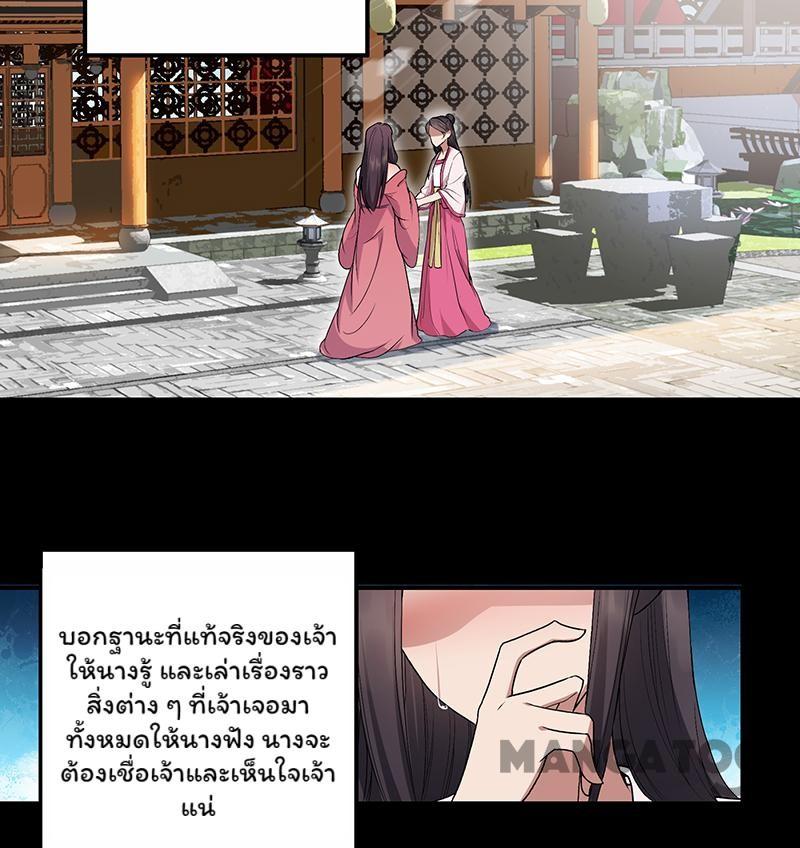 บอกฐานะที่แท้จริงของเจ้า
ให้นางรู้ และเล่าเรื่องราว
สิ่งต่าง ๆ ที่เจ้าเจอมา
ทั้งหมดให้นางฟัง นางจะ
ต้องเชื่อเจ้าและเห็นใจเจ้า
แน่
MANGATOO